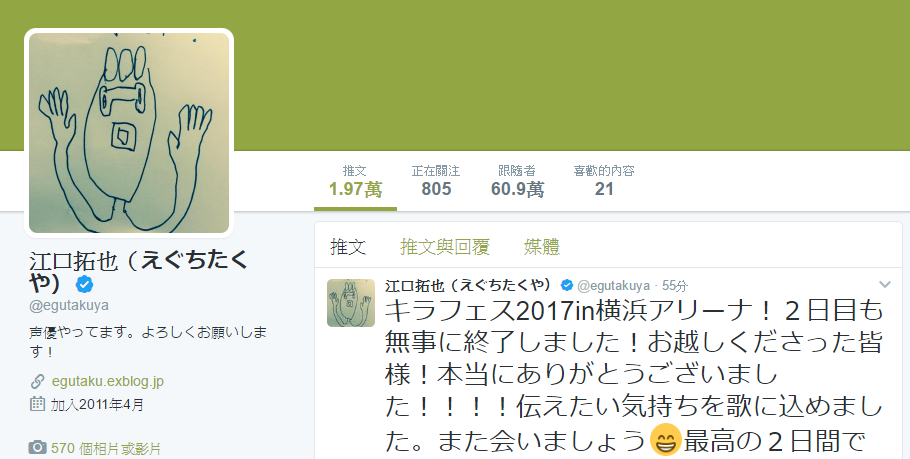 推文 正在關注 跟隨者 喜歡的內容
1.97萬 805 60.9萬 21
江口拓也（えぐちたく
や）
@egutakuya
声優やってます。よろしくお願いしま
す！
egutaku.exblog.jp
加入2011年4月
570 個相片或影片
推文 推文與回覆 媒體
江口拓也（えぐちたくや） @egutakuya · 55分
キラフェス2017in横浜アリーナ！２日目も
無事に終了しました！お越しくださった皆
様！本当にありがとうございまし
た！！！！伝えたい気持ちを歌に込めまし
た。また会いましょう😄最高の２日間で